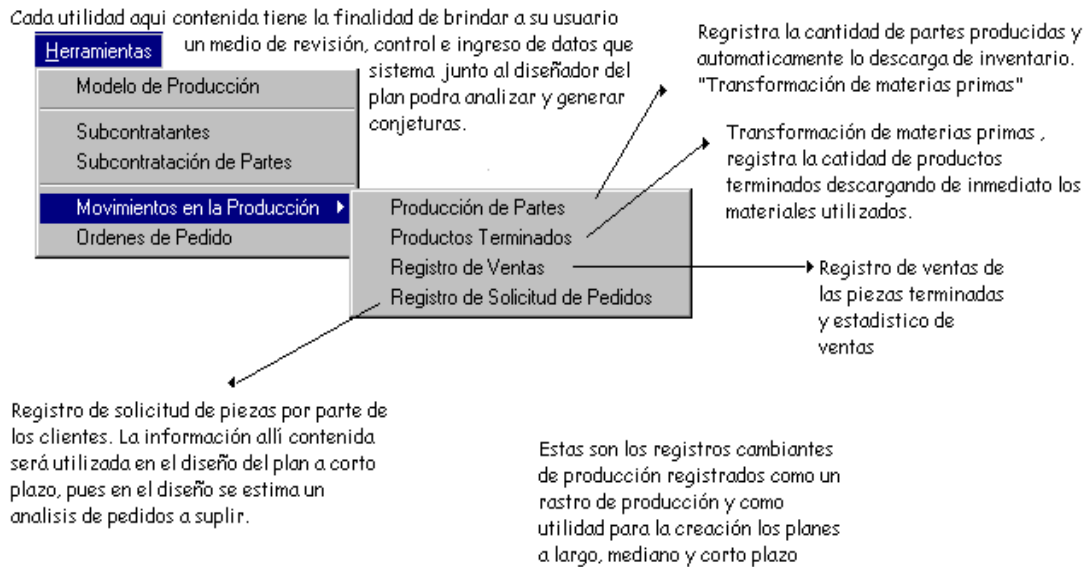 Cada utilidad aqui contenida tiene la finalidad de brindar a su usuario
un medio de revisión, control e ingreso de datos que
sistema junto al diseñador del
plan podra analizar y generar
conjeturas.
Herramientas
Modelo de Producción
Subcontratantes
Subcontratación de Partes
Movimientos en la Producción
Ordenes de Pedido
Producción de Partes
Productos Terminados
Registro de Ventas
Registro de Solicitud de Pedidos
Regristra la cantidad de partes producidas y
automaticamente lo descarga de inventario.
"Transformación de materias primas"
Transformación de materias primas ,
registra la catidad de productos
terminados descargando de inmediato los
materiales utilizados.
Registro de ventas de
las piezas terminadas
y estadistico de
ventas
Registro de solicitud de piezas por parte de
los clientes. La información allí contenida
será utilizada en el diseño del plan a corto
plazo, pues en el diseño se estima un
analisis de pedidos a suplir.
Estas son los registros cambiantes
de producción registrados como un
rastro de producción y como
utilidad para la creación los planes
a largo, mediano y corto plazo